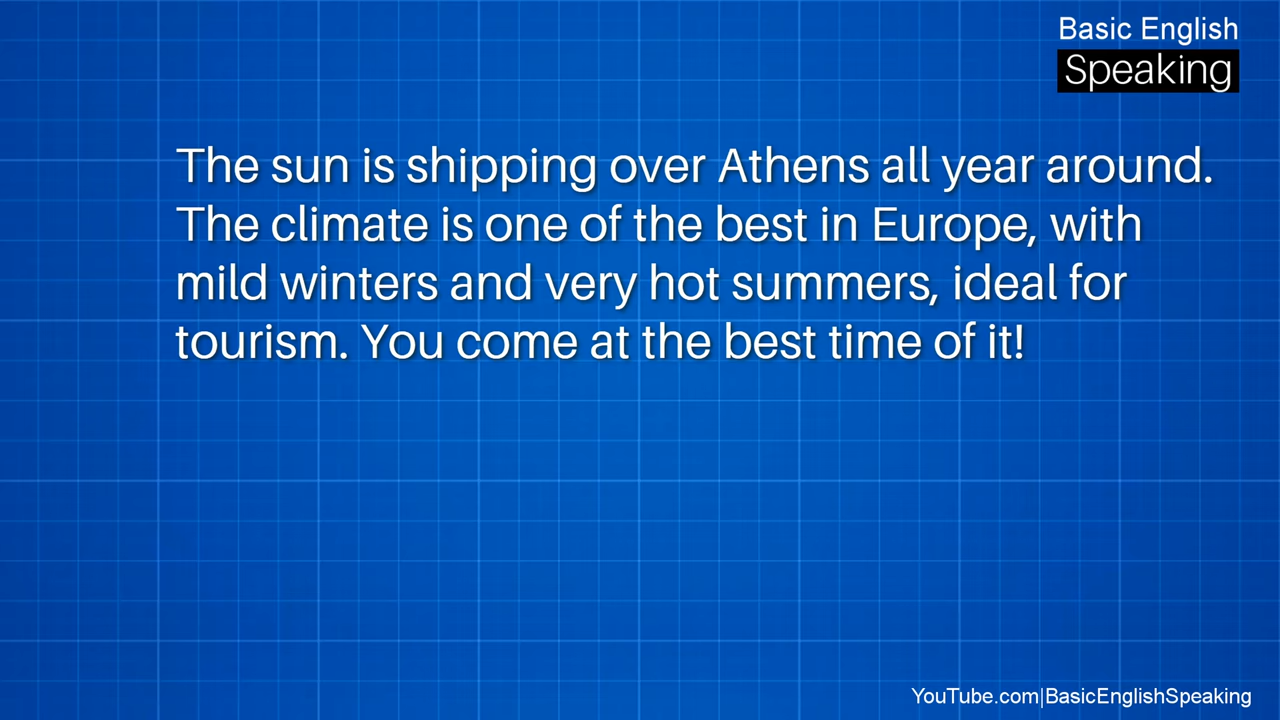 Basic English
Speaking
The sun is shipping over Athens all year around.
The climate is one of the best in Europe, with
mild winters and very hot summers, ideal for
tourism. You come at the best time of it!
YouTube.com|BasicEnglishSpeaking